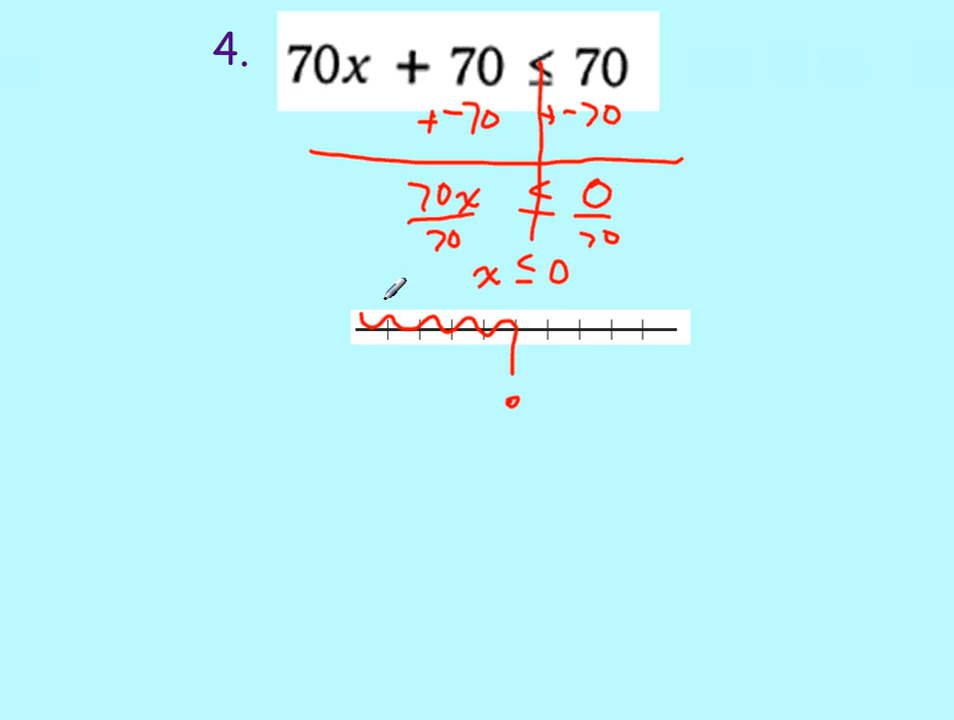 4. 70x + 70 ≤ 70
+-70 +-70
70x ≤ 0
70 70
x ≤ 0
0